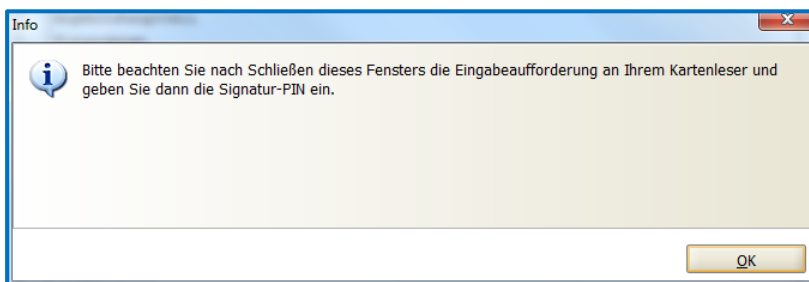 Info
Bitte beachten Sie nach Schließen dieses Fensters die Eingabeaufforderung an Ihrem Kartenleser und
geben Sie dann die Signatur-PIN ein.
OK